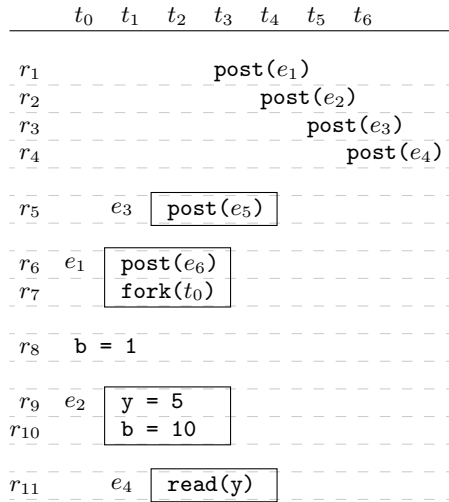 t₀ t₁ t₂ t₃ t₄ t₅ t₆
r₁ post(e₁)
r₂ post(e₂)
r₃ post(e₃)
r₄ post(e₄)
r₅ e₃ post(e₅)
r₆ e₁ post(e₆)
r₇ fork(t₀)
r₈ b = 1
r₉ e₂ y = 5
r₁₀ b = 10
r₁₁ e₄ read(y)